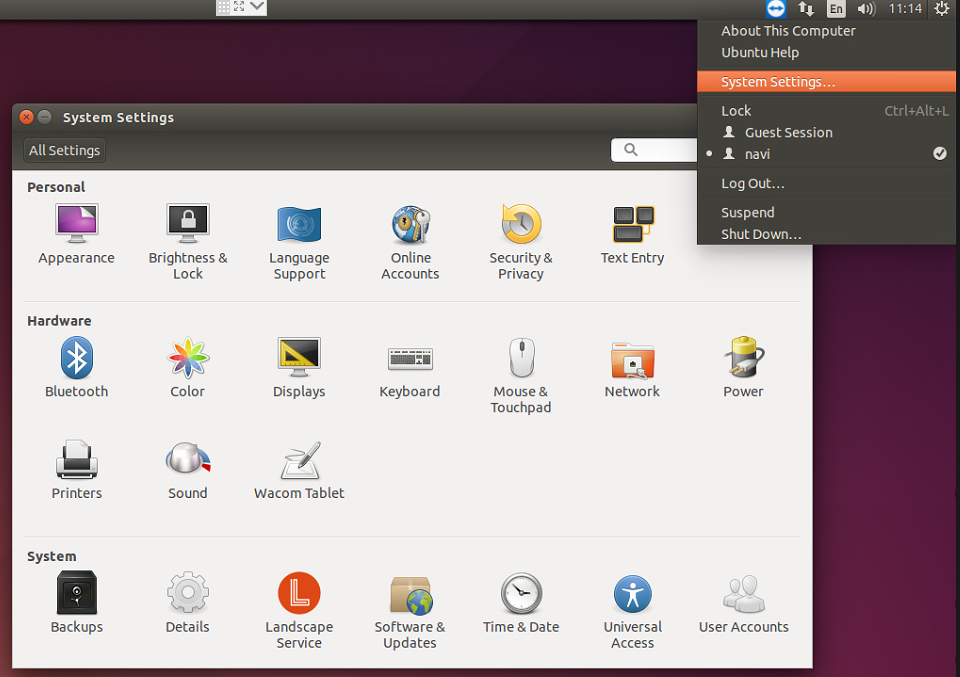 En 11:14
About This Computer
Ubuntu Help
System Settings...
Lock Ctrl+Alt+L
Guest Session
navi
Log Out...
Suspend
Shut Down...
System Settings
All Settings
Personal
Appearance
Brightness &
Lock
Language
Support
Online
Accounts
Security &
Privacy
Text Entry
Hardware
Bluetooth
Color
Displays
Keyboard
Mouse &
Touchpad
Network
Power
Printers
Sound
Wacom Tablet
System
Backups
Details
Landscape
Service
Software &
Updates
Time & Date
Universal
Access
User Accounts